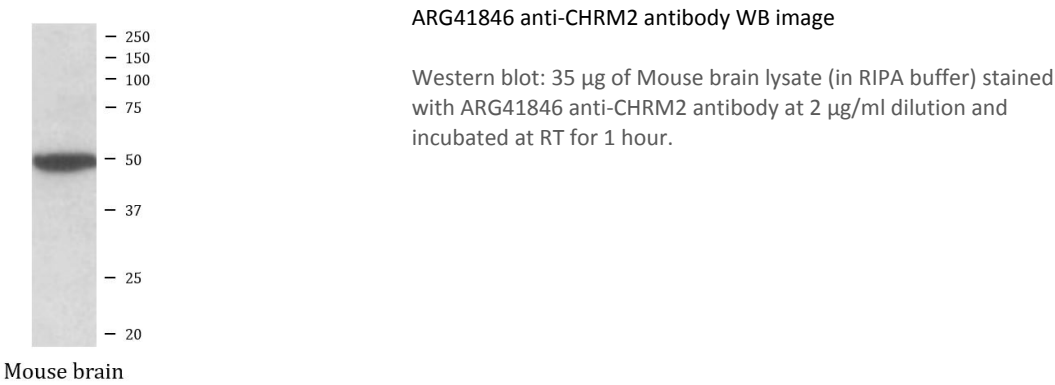 ARG41846 anti-CHRM2 antibody WB image
Western blot: 35 µg of Mouse brain lysate (in RIPA buffer) stained
with ARG41846 anti-CHRM2 antibody at 2 µg/ml dilution and
incubated at RT for 1 hour.
– 250
– 150
– 100
– 75
– 50
– 37
– 25
– 20
Mouse brain